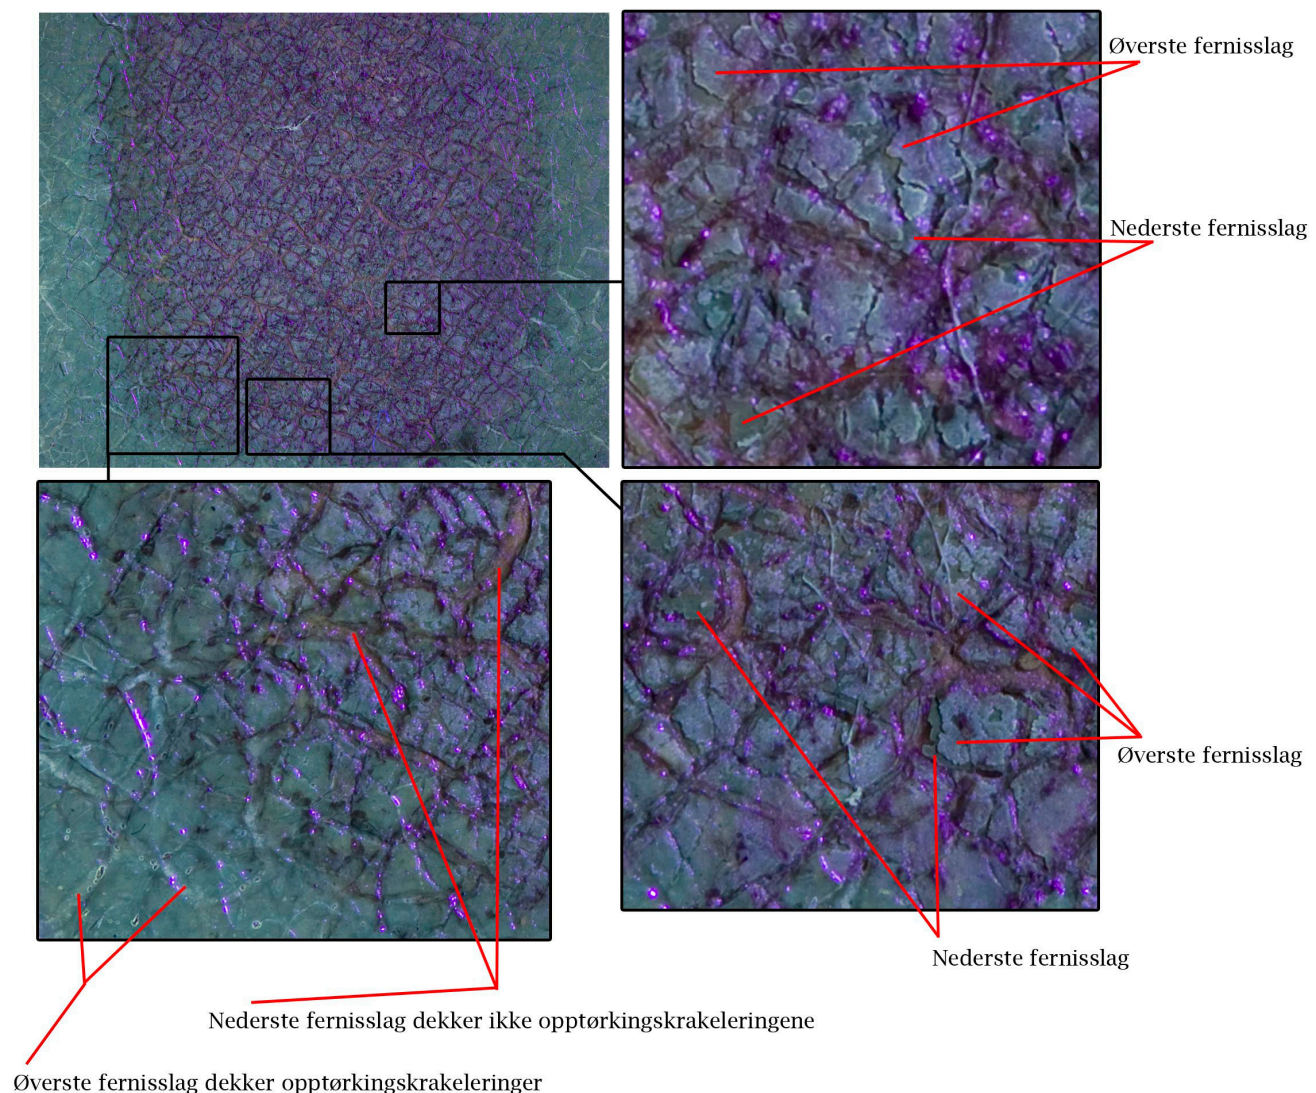 Øverste fernisslag
Nederste fernisslag
Øverste fernisslag
Nederste fernisslag
Nederste fernisslag dekker ikke opptørkingskrakeleringene
Øverste fernisslag dekker opptørkingskrakeleringer